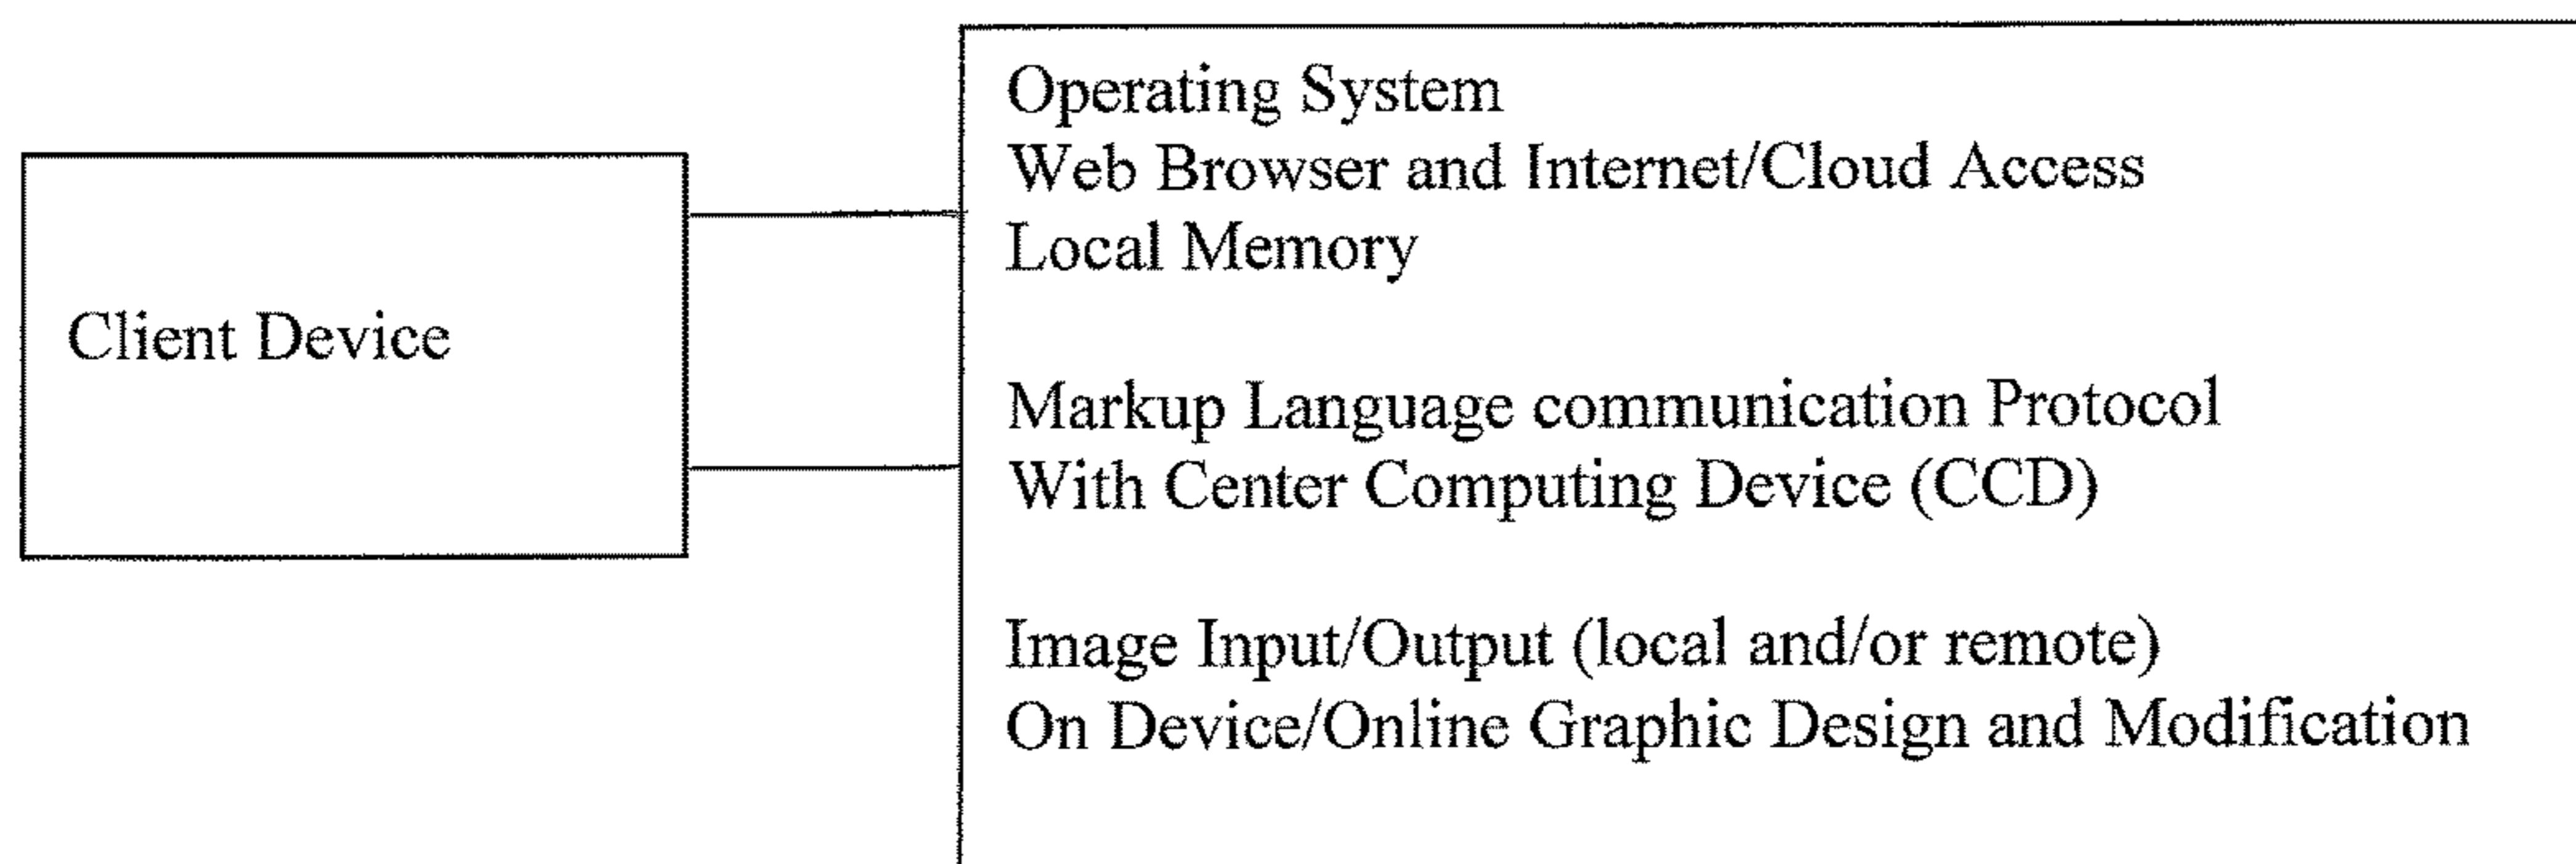 Client Device
Operating System
Web Browser and Internet/Cloud Access
Local Memory
Markup Language communication Protocol
With Center Computing Device (CCD)
Image Input/Output (local and/or remote)
On Device/Online Graphic Design and Modification